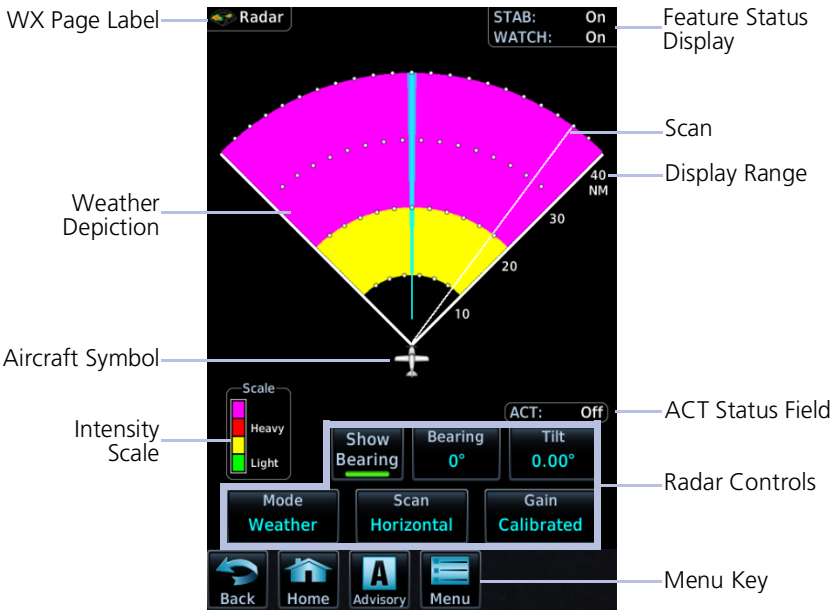 WX Page Label
Radar
STAB: On
WATCH: On
Feature Status
Display
Scan
40
NM
Display Range
Weather
Depiction
30
20
10
Aircraft Symbol
Scale
Heavy
Light
Intensity
Scale
ACT: Off
ACT Status Field
Show
Bearing
Bearing
0°
Tilt
0.00°
Radar Controls
Mode
Weather
Scan
Horizontal
Gain
Calibrated
Back
Home
A
Advisory
Menu
Menu Key